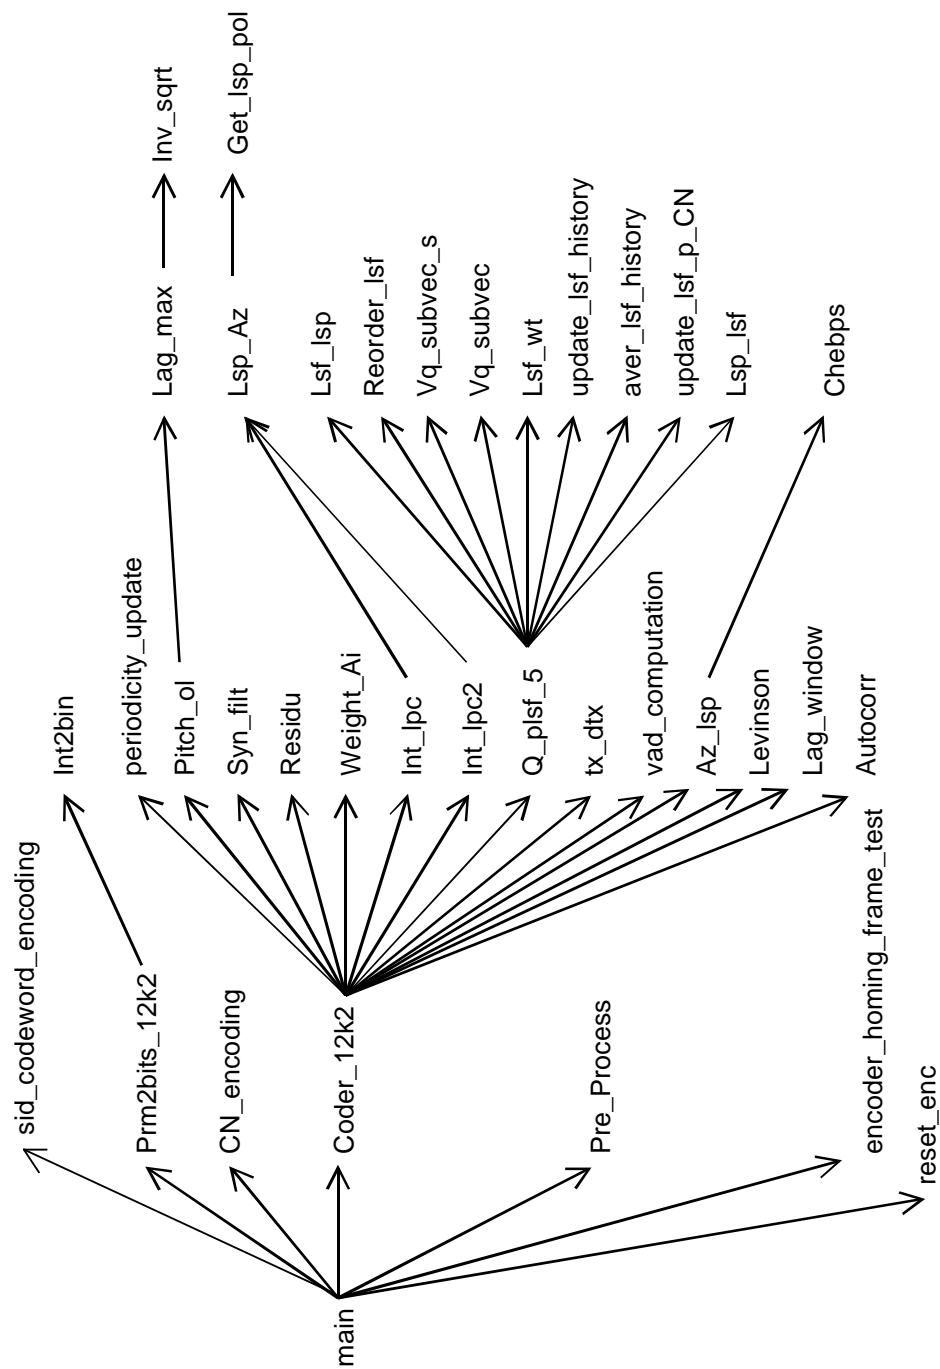 main
sid_codeword_encoding
Prm2bits_12k2
CN_encoding
Coder_12k2
Pre_Process
encoder_homing_frame_test
reset_enc
Int2bin
periodicity_update
Pitch_ol
Syn_filt
Residu
Weight_Ai
Int_lpc
Int_lpc2
Q_plsf_5
tx_dtx
vad_computation
Az_lsp
Levinson
Lag_window
Autocorr
Lag_max
Lsp_Az
Lsf_lsp
Reorder_lsf
Vq_subvec_s
Vq_subvec
Lsf_wt
update_lsf_history
aver_lsf_history
update_lsf_p_CN
Lsp_lsf
Chebps
Inv_sqrt
Get_lsp_pol